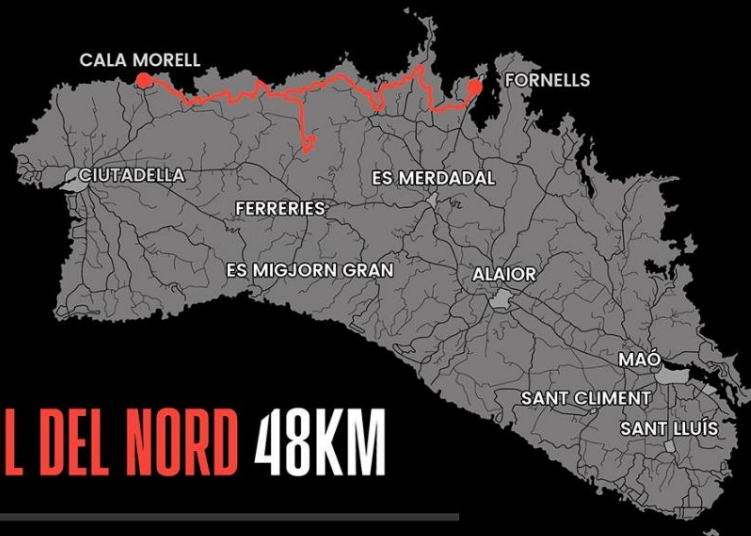 CALA MORELL
FORNELLS
CIUTADELLA
ES MERDADAL
FERRERIES
ES MIGJORN GRAN
ALAIOR
MAÓ
SANT CLIMENT
SANT LLUÍS
L DEL NORD 48KM